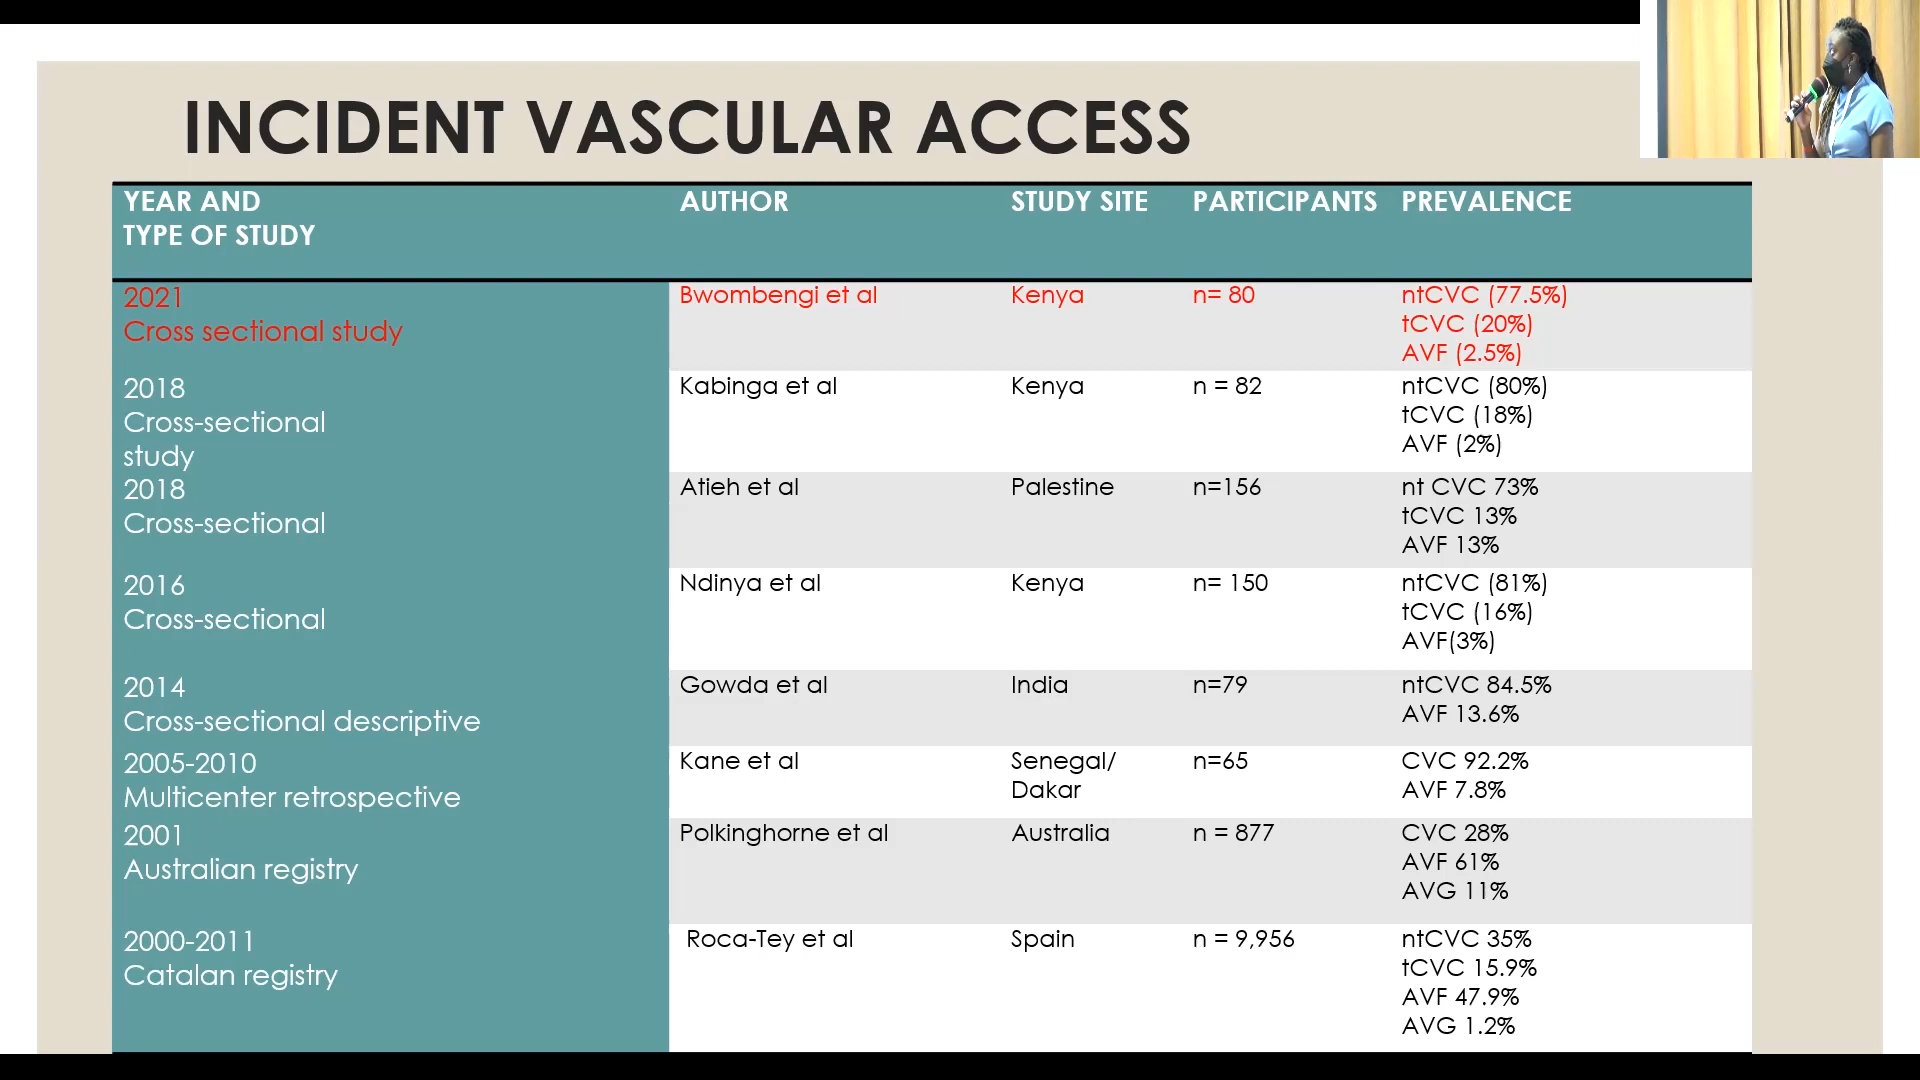 INCIDENT VASCULAR ACCESS
YEAR AND
TYPE OF STUDY
AUTHOR
STUDY SITE
PARTICIPANTS
PREVALENCE
2021
Cross sectional study
Bwombengi et al
Kenya
n= 80
ntCVC (77.5%)
tCVC (20%)
AVF (2.5%)
2018
Cross-sectional
study
Kabinga et al
Kenya
n = 82
ntCVC (80%)
tCVC (18%)
AVF (2%)
2018
Cross-sectional
Atieh et al
Palestine
n=156
nt CVC 73%
tCVC 13%
AVF 13%
2016
Cross-sectional
Ndinya et al
Kenya
n= 150
ntCVC (81%)
tCVC (16%)
AVF(3%)
2014
Cross-sectional descriptive
Gowda et al
India
n=79
ntCVC 84.5%
AVF 13.6%
2005-2010
Multicenter retrospective
Kane et al
Senegal/
Dakar
n=65
CVC 92.2%
AVF 7.8%
2001
Australian registry
Polkinghorne et al
Australia
n = 877
CVC 28%
AVF 61%
AVG 11%
2000-2011
Catalan registry
Roca-Tey et al
Spain
n = 9,956
ntCVC 35%
tCVC 15.9%
AVF 47.9%
AVG 1.2%